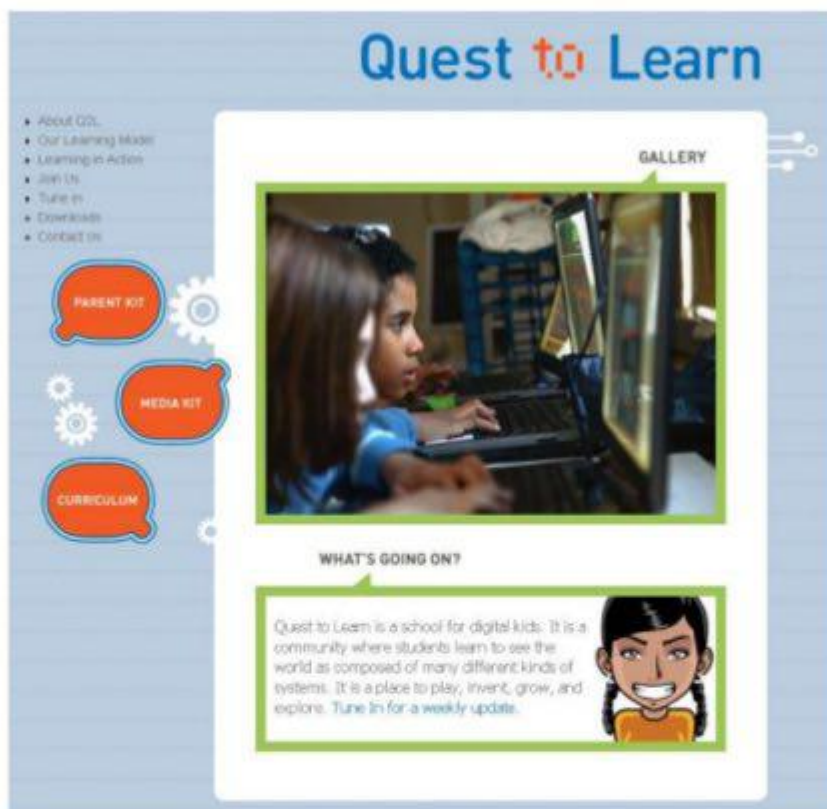 Quest to Learn
About Q2L
Our Learning Model
Learning in Action
Join Us
Tune in
Downloads
Contact Us
PARENT KIT
MEDIA KIT
CURRICULUM
GALLERY
WHAT'S GOING ON?
Quest to Learn is a school for digital kids. It is a
community where students learn to see the
world as composed of many different kinds of
systems. It is a place to play, invent, grow, and
explore. Tune In for a weekly update.